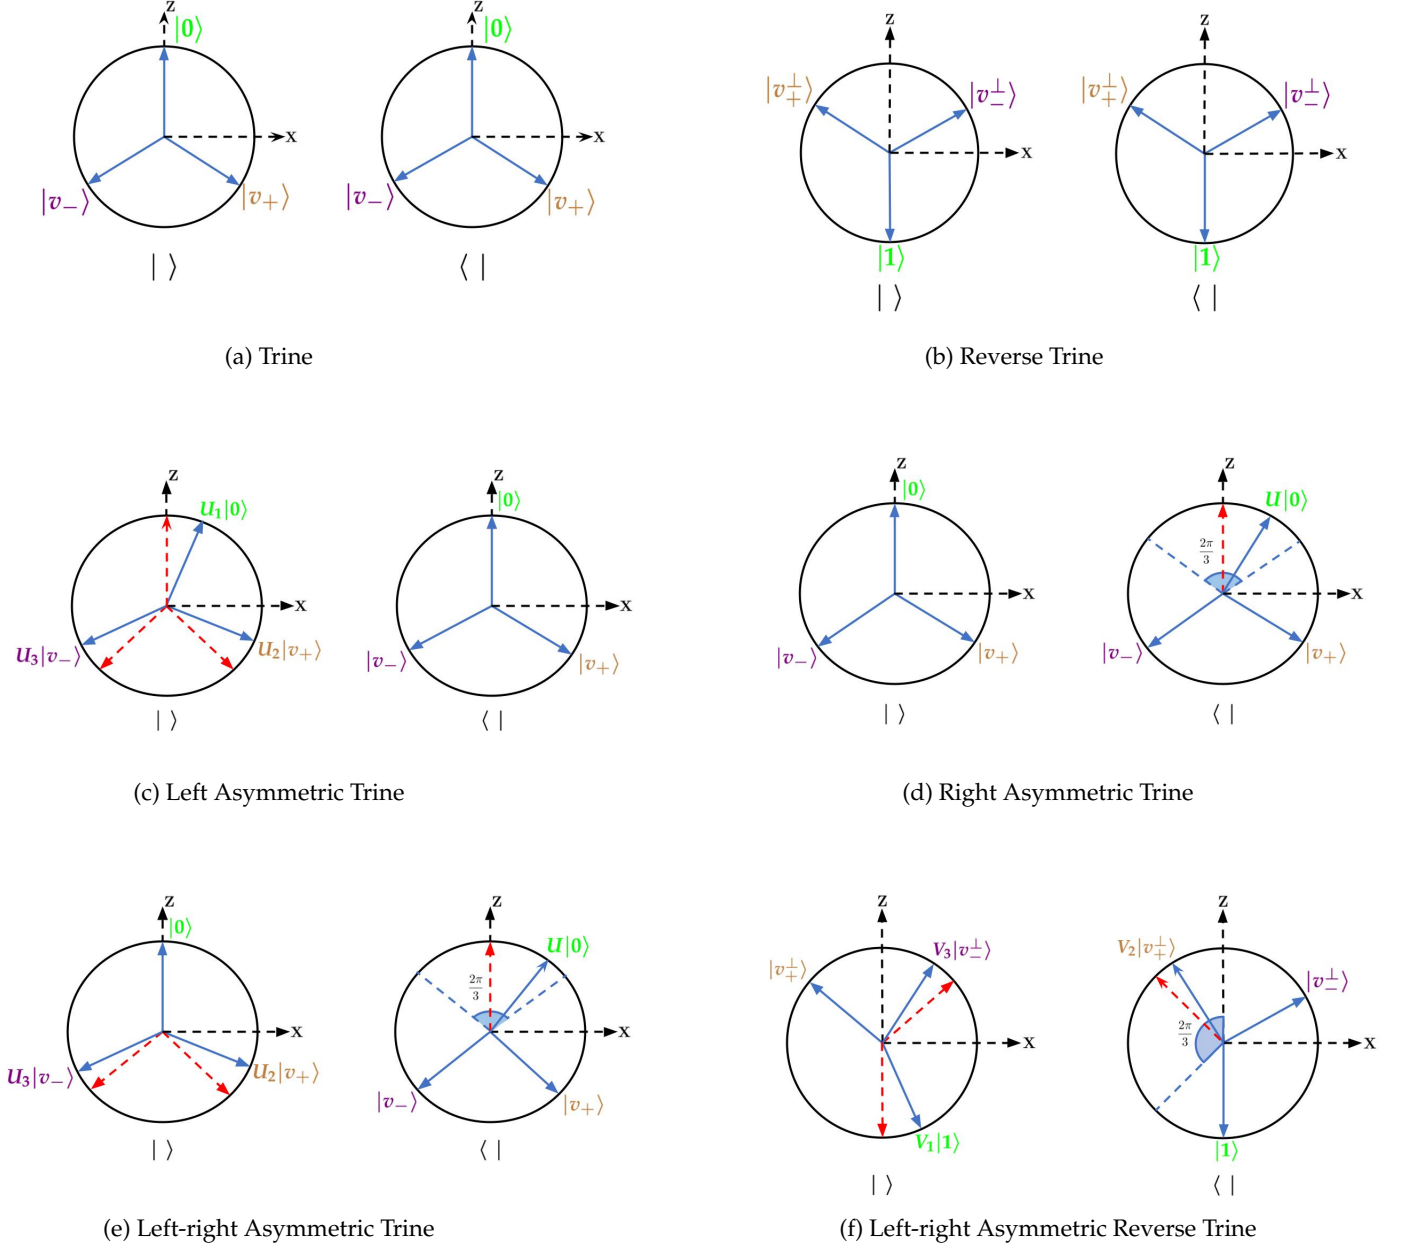 z z
|0⟩ |0⟩
x x
|v₋⟩ |v₊⟩ |v₋⟩ |v₊⟩
| ⟩ ⟨ |
(a) Trine
z z
|v₊^⊥⟩ |v₋^⊥⟩ |v₊^⊥⟩ |v₋^⊥⟩
x x
|1⟩ |1⟩
| ⟩ ⟨ |
(b) Reverse Trine
z z
U₁|0⟩ |0⟩
x x
U₃|v₋⟩ U₂|v₊⟩ |v₋⟩ |v₊⟩
| ⟩ ⟨ |
(c) Left Asymmetric Trine
z z
|0⟩ U|0⟩
2π/3
x x
|v₋⟩ |v₊⟩ |v₋⟩ |v₊⟩
| ⟩ ⟨ |
(d) Right Asymmetric Trine
z z
|0⟩ U|0⟩
2π/3
x x
U₃|v₋⟩ U₂|v₊⟩ |v₋⟩ |v₊⟩
| ⟩ ⟨ |
(e) Left-right Asymmetric Trine
z z
|v₊^⊥⟩ V₃|v₋^⊥⟩ V₂|v₊^⊥⟩ |v₋^⊥⟩
2π/3
x x
V₁|1⟩ |1⟩
| ⟩ ⟨ |
(f) Left-right Asymmetric Reverse Trine